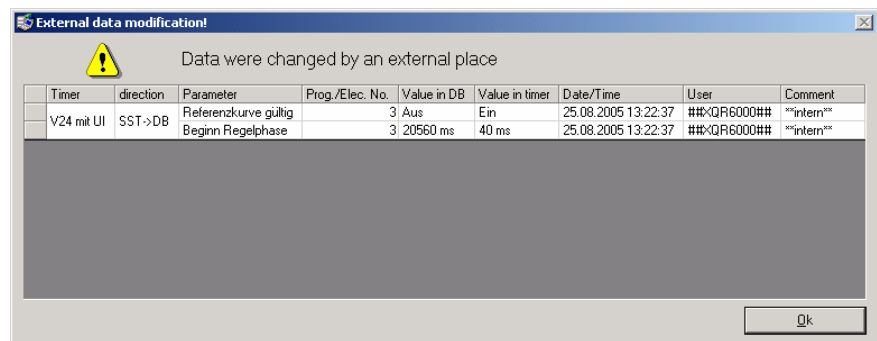 External data modification!
Data were changed by an external place
Timer direction Parameter Prog./Elec. No. Value in DB Value in timer Date/Time User Comment
V24 mit UI SST->DB Referenzkurve gültig 3 Aus Ein 25.08.2005 13:22:37 ##XQR6000## **intern**
Beginn Regelphase 3 20560 ms 40 ms 25.08.2005 13:22:37 ##XQR6000## **intern**
Ok